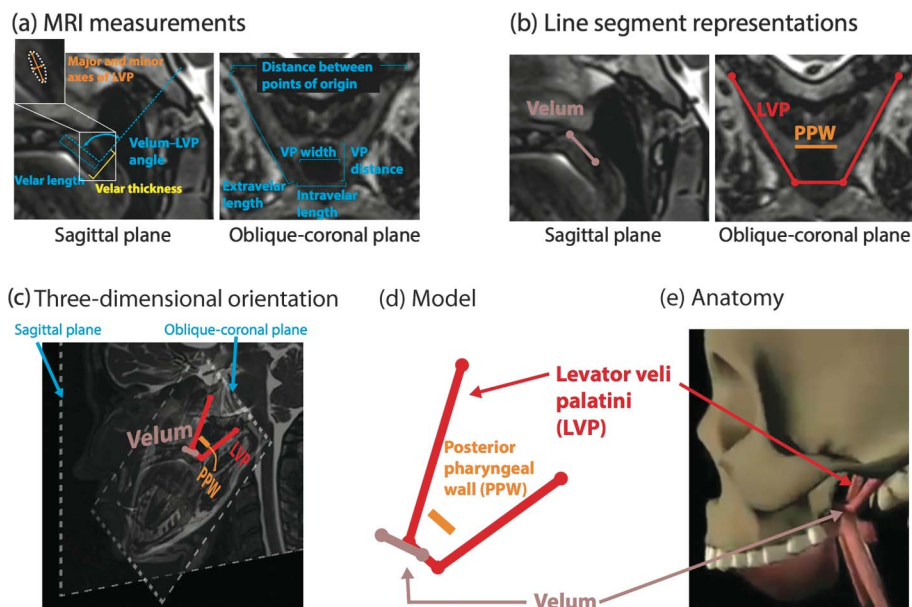 (a) MRI measurements
Major and minor
axes of LVP
Velum–LVP
angle
Velar length
Velar thickness
Sagittal plane
Distance between
points of origin
VP width
VP
distance
Extravelar
length
Intravelar
length
Oblique-coronal plane
(b) Line segment representations
Velum
Sagittal plane
LVP
PPW
Oblique-coronal plane
(c) Three-dimensional orientation
Sagittal plane
Oblique-coronal plane
Velum
LVP
PPW
(d) Model
Levator veli
palatini
(LVP)
Posterior
pharyngeal
wall (PPW)
Velum
(e) Anatomy